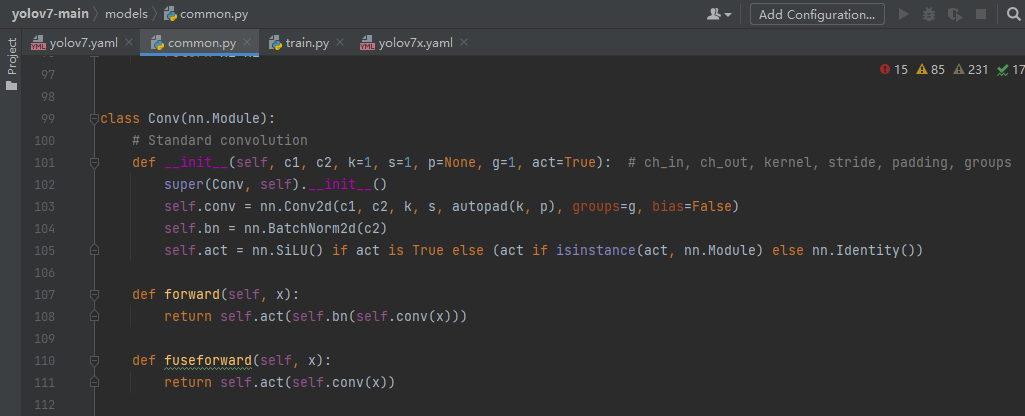 yolov7-main > models > common.py
Add Configuration...
Project
yolov7.yaml
common.py
train.py
yolov7x.yaml
15 85 231 17
97
98
99 class Conv(nn.Module):
100 # Standard convolution
101 def __init__(self, c1, c2, k=1, s=1, p=None, g=1, act=True):  # ch_in, ch_out, kernel, stride, padding, groups
102 super(Conv, self).__init__()
103 self.conv = nn.Conv2d(c1, c2, k, s, autopad(k, p), groups=g, bias=False)
104 self.bn = nn.BatchNorm2d(c2)
105 self.act = nn.SiLU() if act is True else (act if isinstance(act, nn.Module) else nn.Identity())
106
107 def forward(self, x):
108 return self.act(self.bn(self.conv(x)))
109
110 def fuseforward(self, x):
111 return self.act(self.conv(x))
112